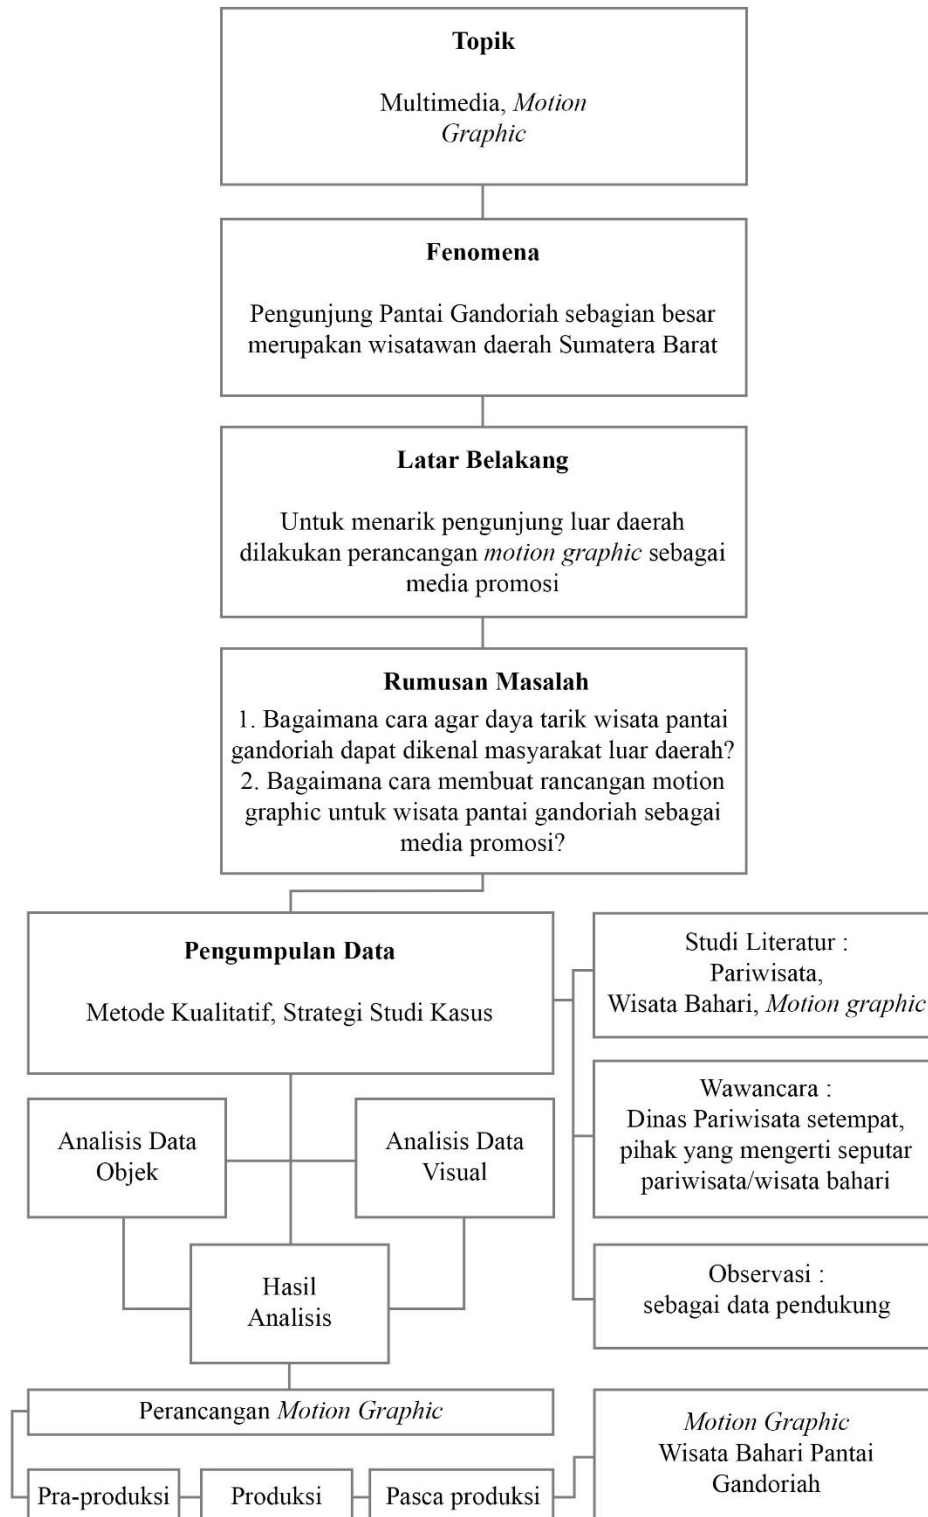 Topik
Multimedia, Motion
Graphic
Fenomena
Pengunjung Pantai Gandoriah sebagian besar
merupakan wisatawan daerah Sumatera Barat
Latar Belakang
Untuk menarik pengunjung luar daerah
dilakukan perancangan motion graphic sebagai
media promosi
Rumusan Masalah
1. Bagaimana cara agar daya tarik wisata pantai
gandoriah dapat dikenal masyarakat luar daerah?
2. Bagaimana cara membuat rancangan motion
graphic untuk wisata pantai gandoriah sebagai
media promosi?
Pengumpulan Data
Metode Kualitatif, Strategi Studi Kasus
Studi Literatur :
Pariwisata,
Wisata Bahari, Motion graphic
Wawancara :
Dinas Pariwisata setempat,
pihak yang mengerti seputar
pariwisata/wisata bahari
Observasi :
sebagai data pendukung
Analisis Data
Objek
Analisis Data
Visual
Hasil
Analisis
Perancangan Motion Graphic
Pra-produksi
Produksi
Pasca produksi
Motion Graphic
Wisata Bahari Pantai
Gandoriah